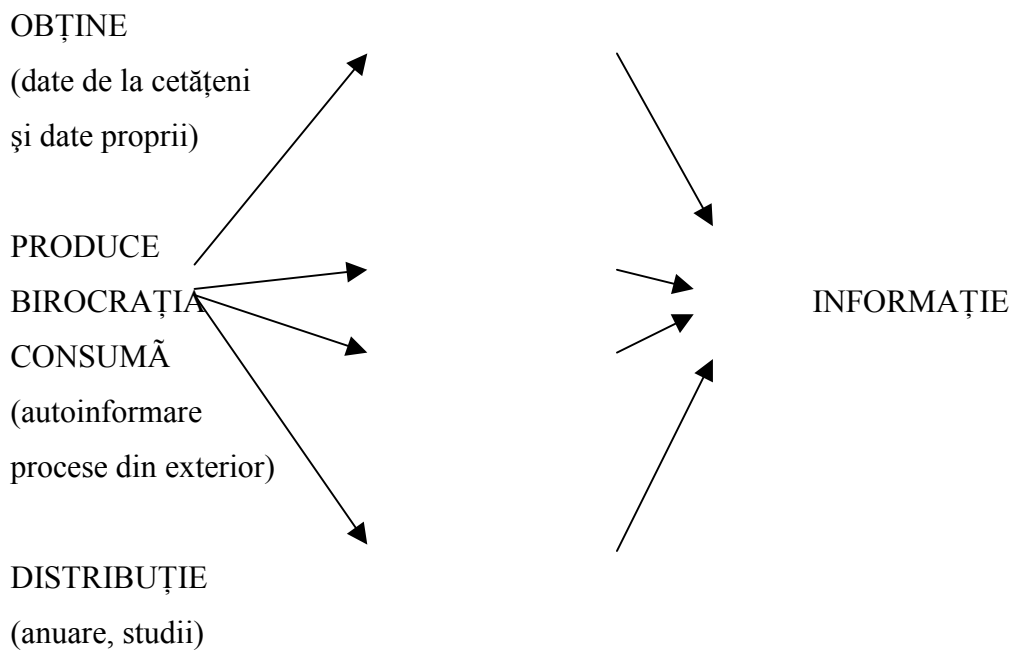 OBȚINE
(date de la cetățeni
şi date proprii)
PRODUCE
BIROCRAȚIA INFORMAȚIE
CONSUMÃ
(autoinformare
procese din exterior)
DISTRIBUȚIE
(anuare, studii)